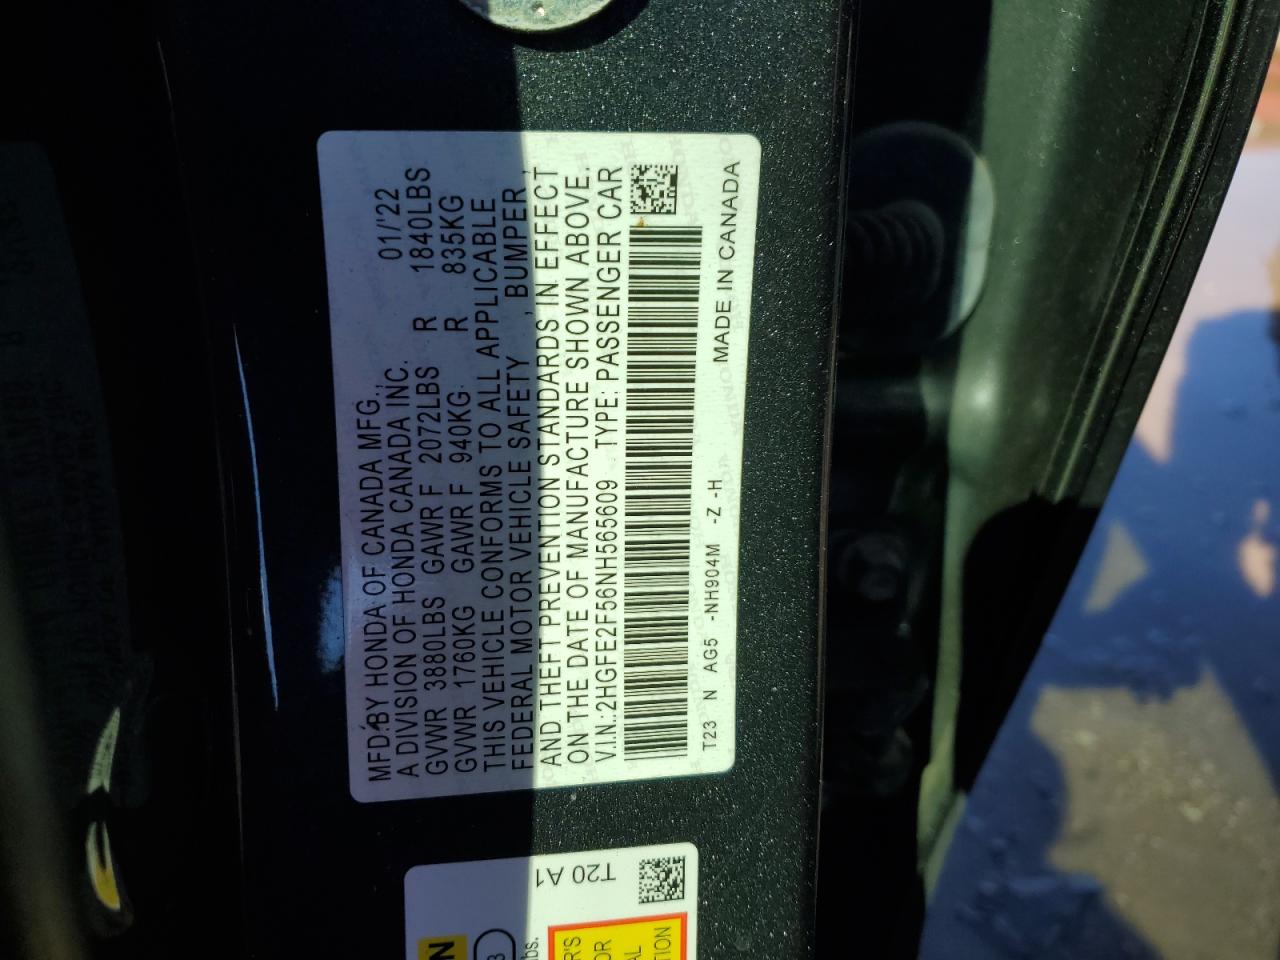 MFD.BY HONDA OF CANADA MFG., 01/'22
A DIVISION OF HONDA CANADA INC.
GVWR 3880LBS GAWR F 2072LBS R 1840LBS
GVWR 1760KG GAWR F 940KG R 835KG
THIS VEHICLE CONFORMS TO ALL APPLICABLE
FEDERAL MOTOR VEHICLE SAFETY , BUMPER ,
AND THEFT PREVENTION STANDARDS IN EFFECT
ON THE DATE OF MANUFACTURE SHOWN ABOVE.
V.I.N.:2HGFE2F56NH565609 TYPE: PASSENGER CAR
T23 N AG5 -NH904M -Z -H MADE IN CANADA
T20 A1